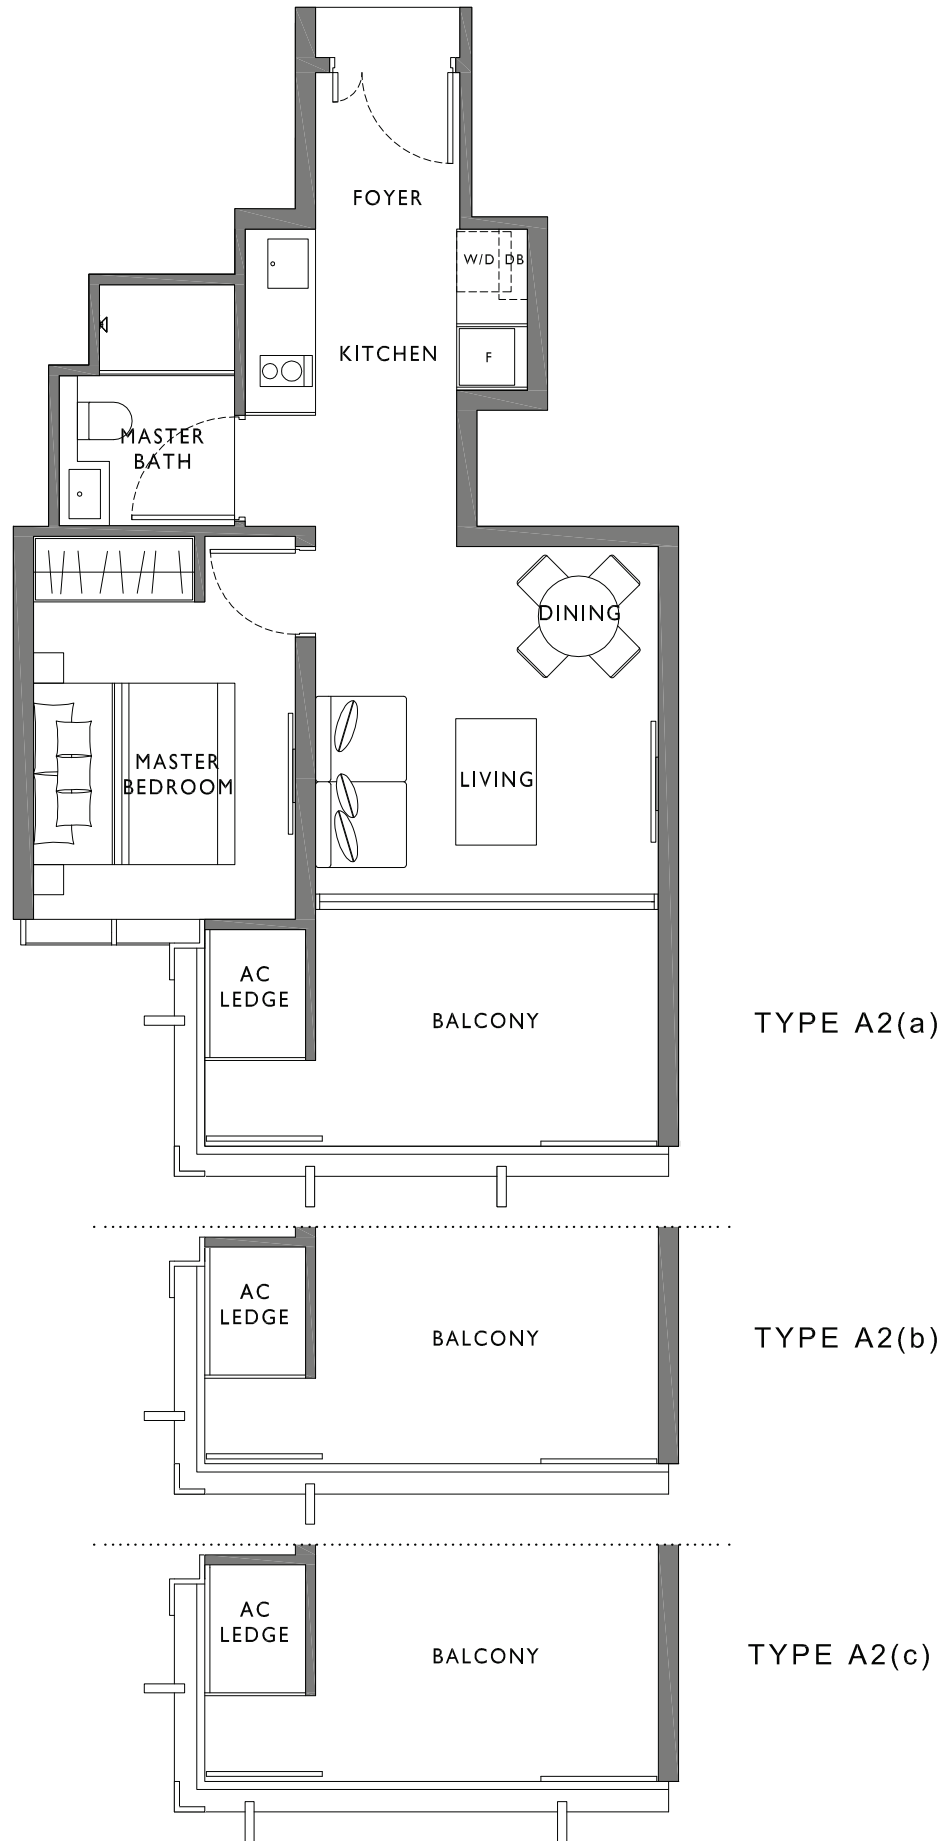 FOYER
W/D DB
KITCHEN
F
MASTER
BATH
DINING
MASTER
BEDROOM
LIVING
AC
LEDGE
BALCONY
TYPE A2(a)
AC
LEDGE
BALCONY
TYPE A2(b)
AC
LEDGE
BALCONY
TYPE A2(c)